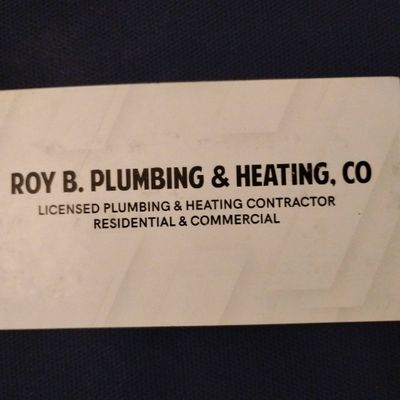 ROY B. PLUMBING & HEATING, CO
LICENSED PLUMBING & HEATING CONTRACTOR
RESIDENTIAL & COMMERCIAL